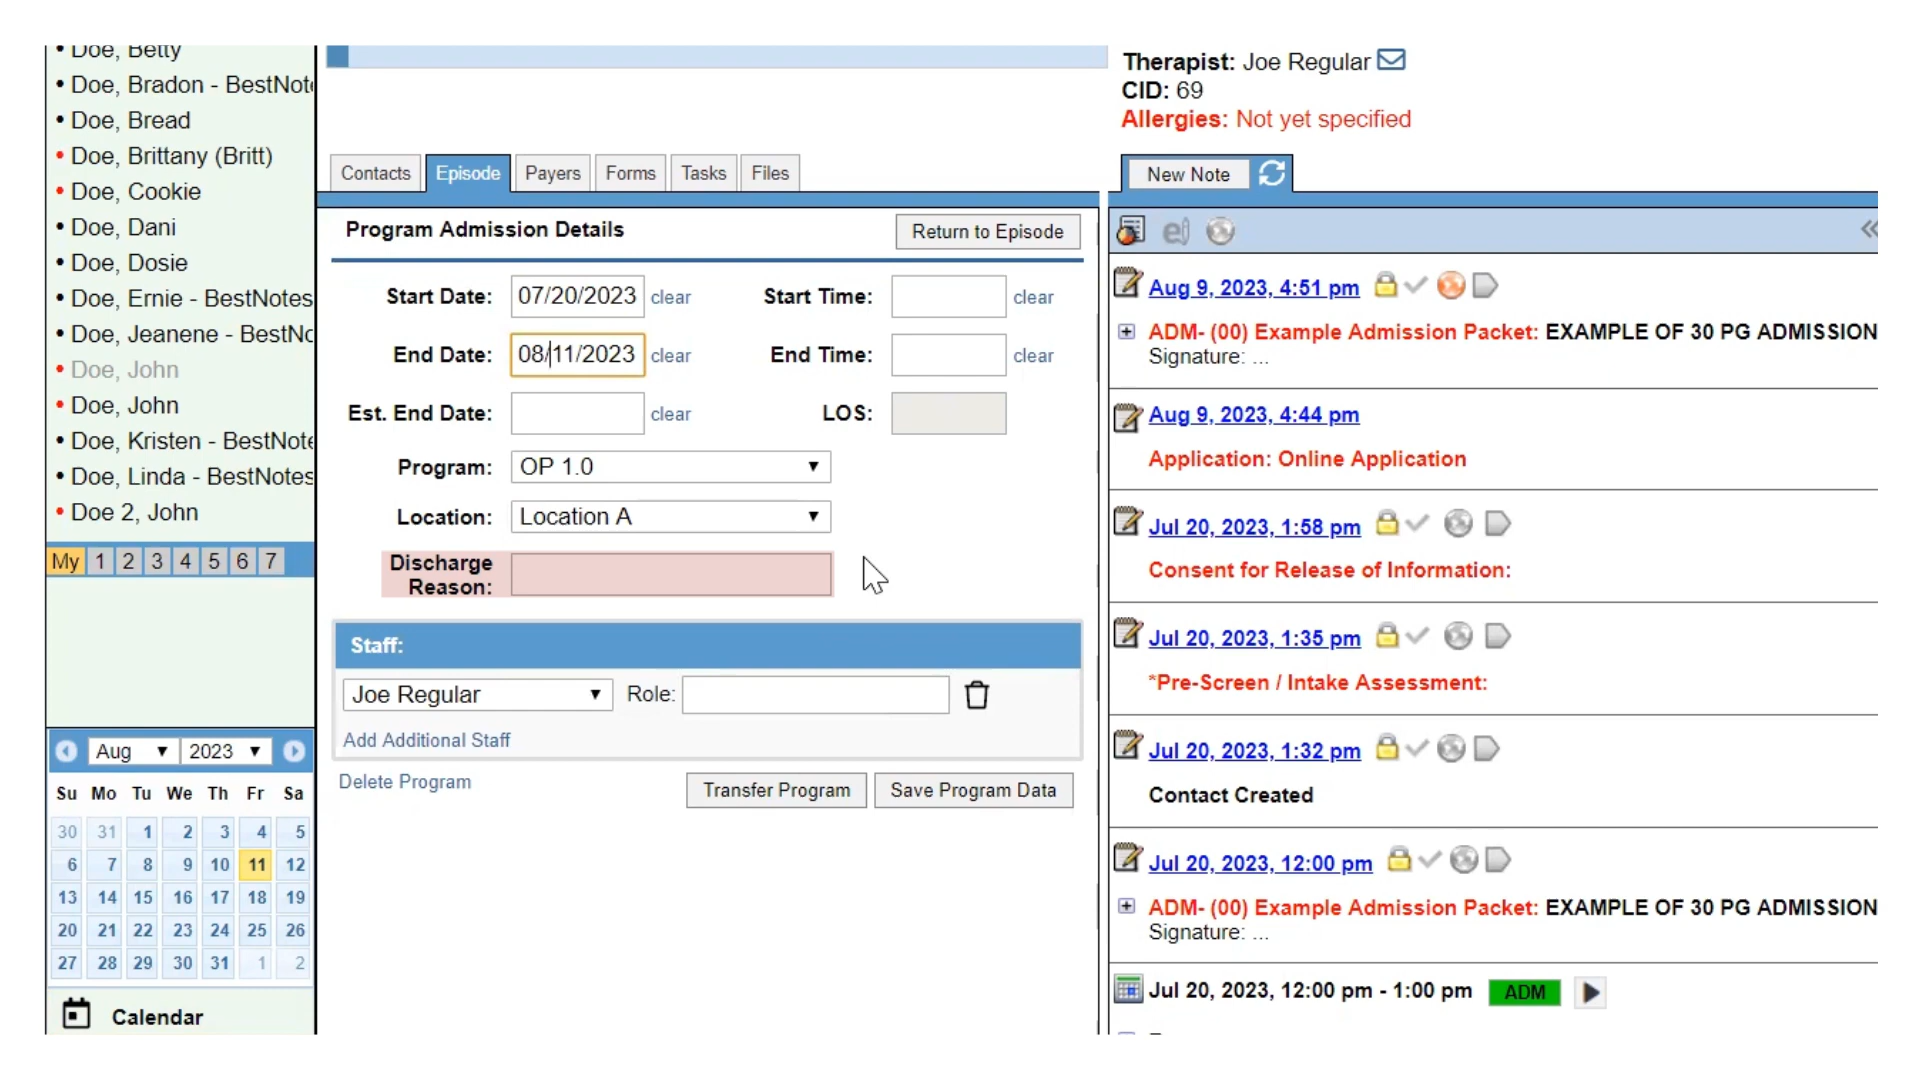 • Doe, Betty
• Doe, Bradon - BestNot
• Doe, Bread
• Doe, Brittany (Britt)
• Doe, Cookie
• Doe, Dani
• Doe, Dosie
• Doe, Ernie - BestNotes
• Doe, Jeanene - BestNo
• Doe, John
• Doe, John
• Doe, Kristen - BestNote
• Doe, Linda - BestNotes
• Doe 2, John
My 1 2 3 4 5 6 7
Aug ▼ 2023 ▼
Su Mo Tu We Th Fr Sa
30 31 1 2 3 4 5
6 7 8 9 10 11 12
13 14 15 16 17 18 19
20 21 22 23 24 25 26
27 28 29 30 31 1 2
Calendar
Contacts Episode Payers Forms Tasks Files
Program Admission Details Return to Episode
Start Date: 07/20/2023 clear Start Time: clear
End Date: 08/11/2023 clear End Time: clear
Est. End Date: clear LOS:
Program: OP 1.0 ▼
Location: Location A ▼
Discharge
Reason:
Staff:
Joe Regular ▼ Role:
Add Additional Staff
Delete Program Transfer Program Save Program Data
Therapist: Joe Regular
CID: 69
Allergies: Not yet specified
New Note
Aug 9, 2023, 4:51 pm
ADM- (00) Example Admission Packet: EXAMPLE OF 30 PG ADMISSION
Signature: ...
Aug 9, 2023, 4:44 pm
Application: Online Application
Jul 20, 2023, 1:58 pm
Consent for Release of Information:
Jul 20, 2023, 1:35 pm
*Pre-Screen / Intake Assessment:
Jul 20, 2023, 1:32 pm
Contact Created
Jul 20, 2023, 12:00 pm
ADM- (00) Example Admission Packet: EXAMPLE OF 30 PG ADMISSION
Signature: ...
Jul 20, 2023, 12:00 pm - 1:00 pm ADM